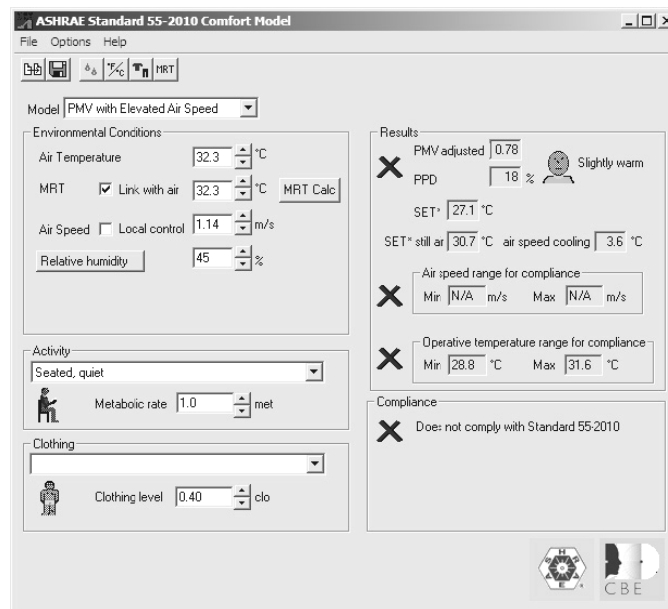 ASHRAE Standard 55-2010 Comfort Model
File Options Help
°F/°C MRT
Model PMV with Elevated Air Speed
Environmental Conditions
Air Temperature 32.3 °C
MRT Link with air 32.3 °C MRT Calc
Air Speed Local control 1.14 m/s
Relative humidity 45 %
Activity
Seated, quiet
Metabolic rate 1.0 met
Clothing
Clothing level 0.40 clo
Results
PMV adjusted 0.78
PPD 18 %
Slightly warm
SET* 27.1 °C
SET* still ar 30.7 °C air speed cooling 3.6 °C
Air speed range for compliance
Min N/A m/s Max N/A m/s
Operative temperature range for compliance
Min 28.8 °C Max 31.6 °C
Compliance
Does not comply with Standard 55-2010
CBE